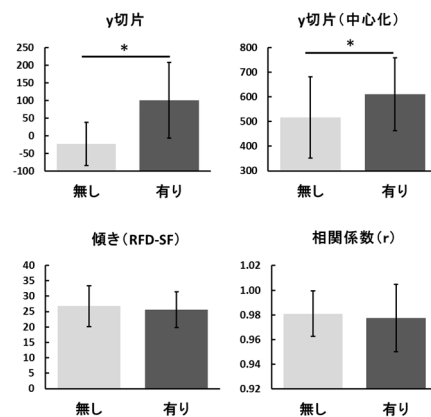 y切片
*
250
200
150
100
50
0
-50
-100
無し
有り
y切片(中心化)
*
800
700
600
500
400
300
無し
有り
傾き(RFD-SF)
40
35
30
25
20
15
10
5
0
無し
有り
相関係数(r)
1.02
1.00
0.98
0.96
0.94
0.92
無し
有り